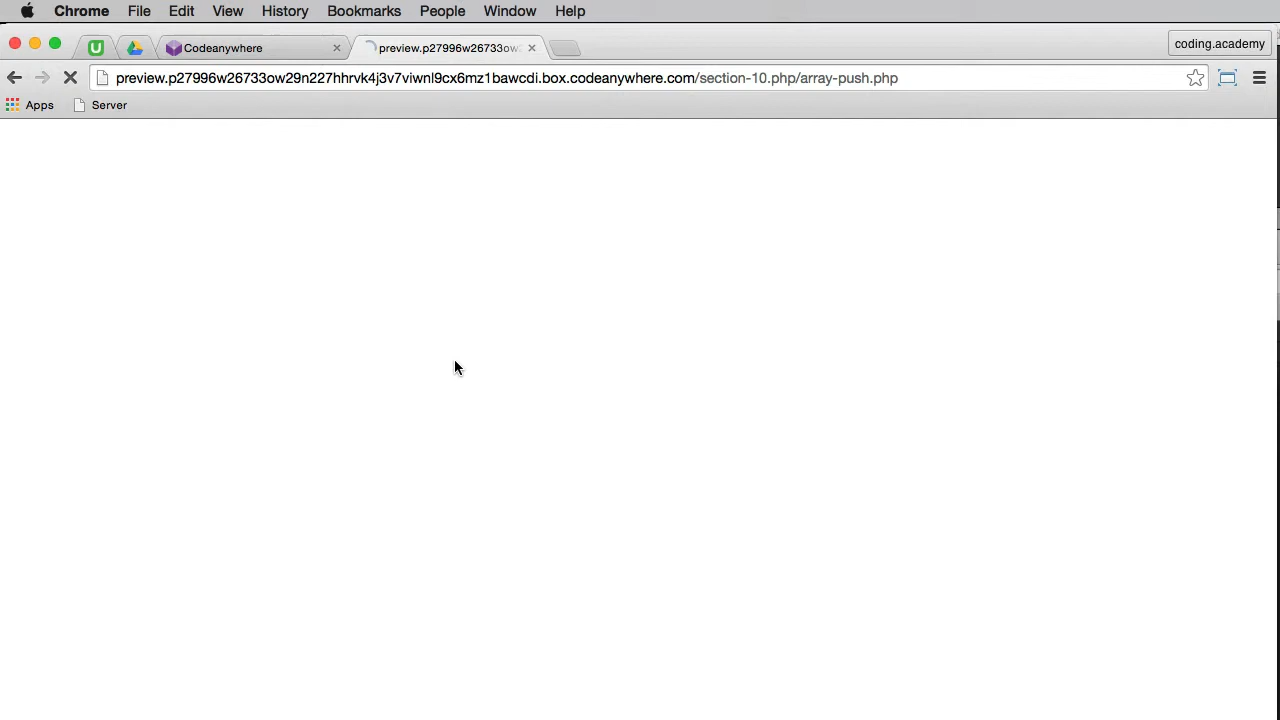 Chrome File Edit View History Bookmarks People Window Help
U Codeanywhere preview.p27996w26733ow2 coding.academy
preview.p27996w26733ow29n227hhrvk4j3v7viwnl9cx6mz1bawcdi.box.codeanywhere.com/section-10.php/array-push.php
Apps Server